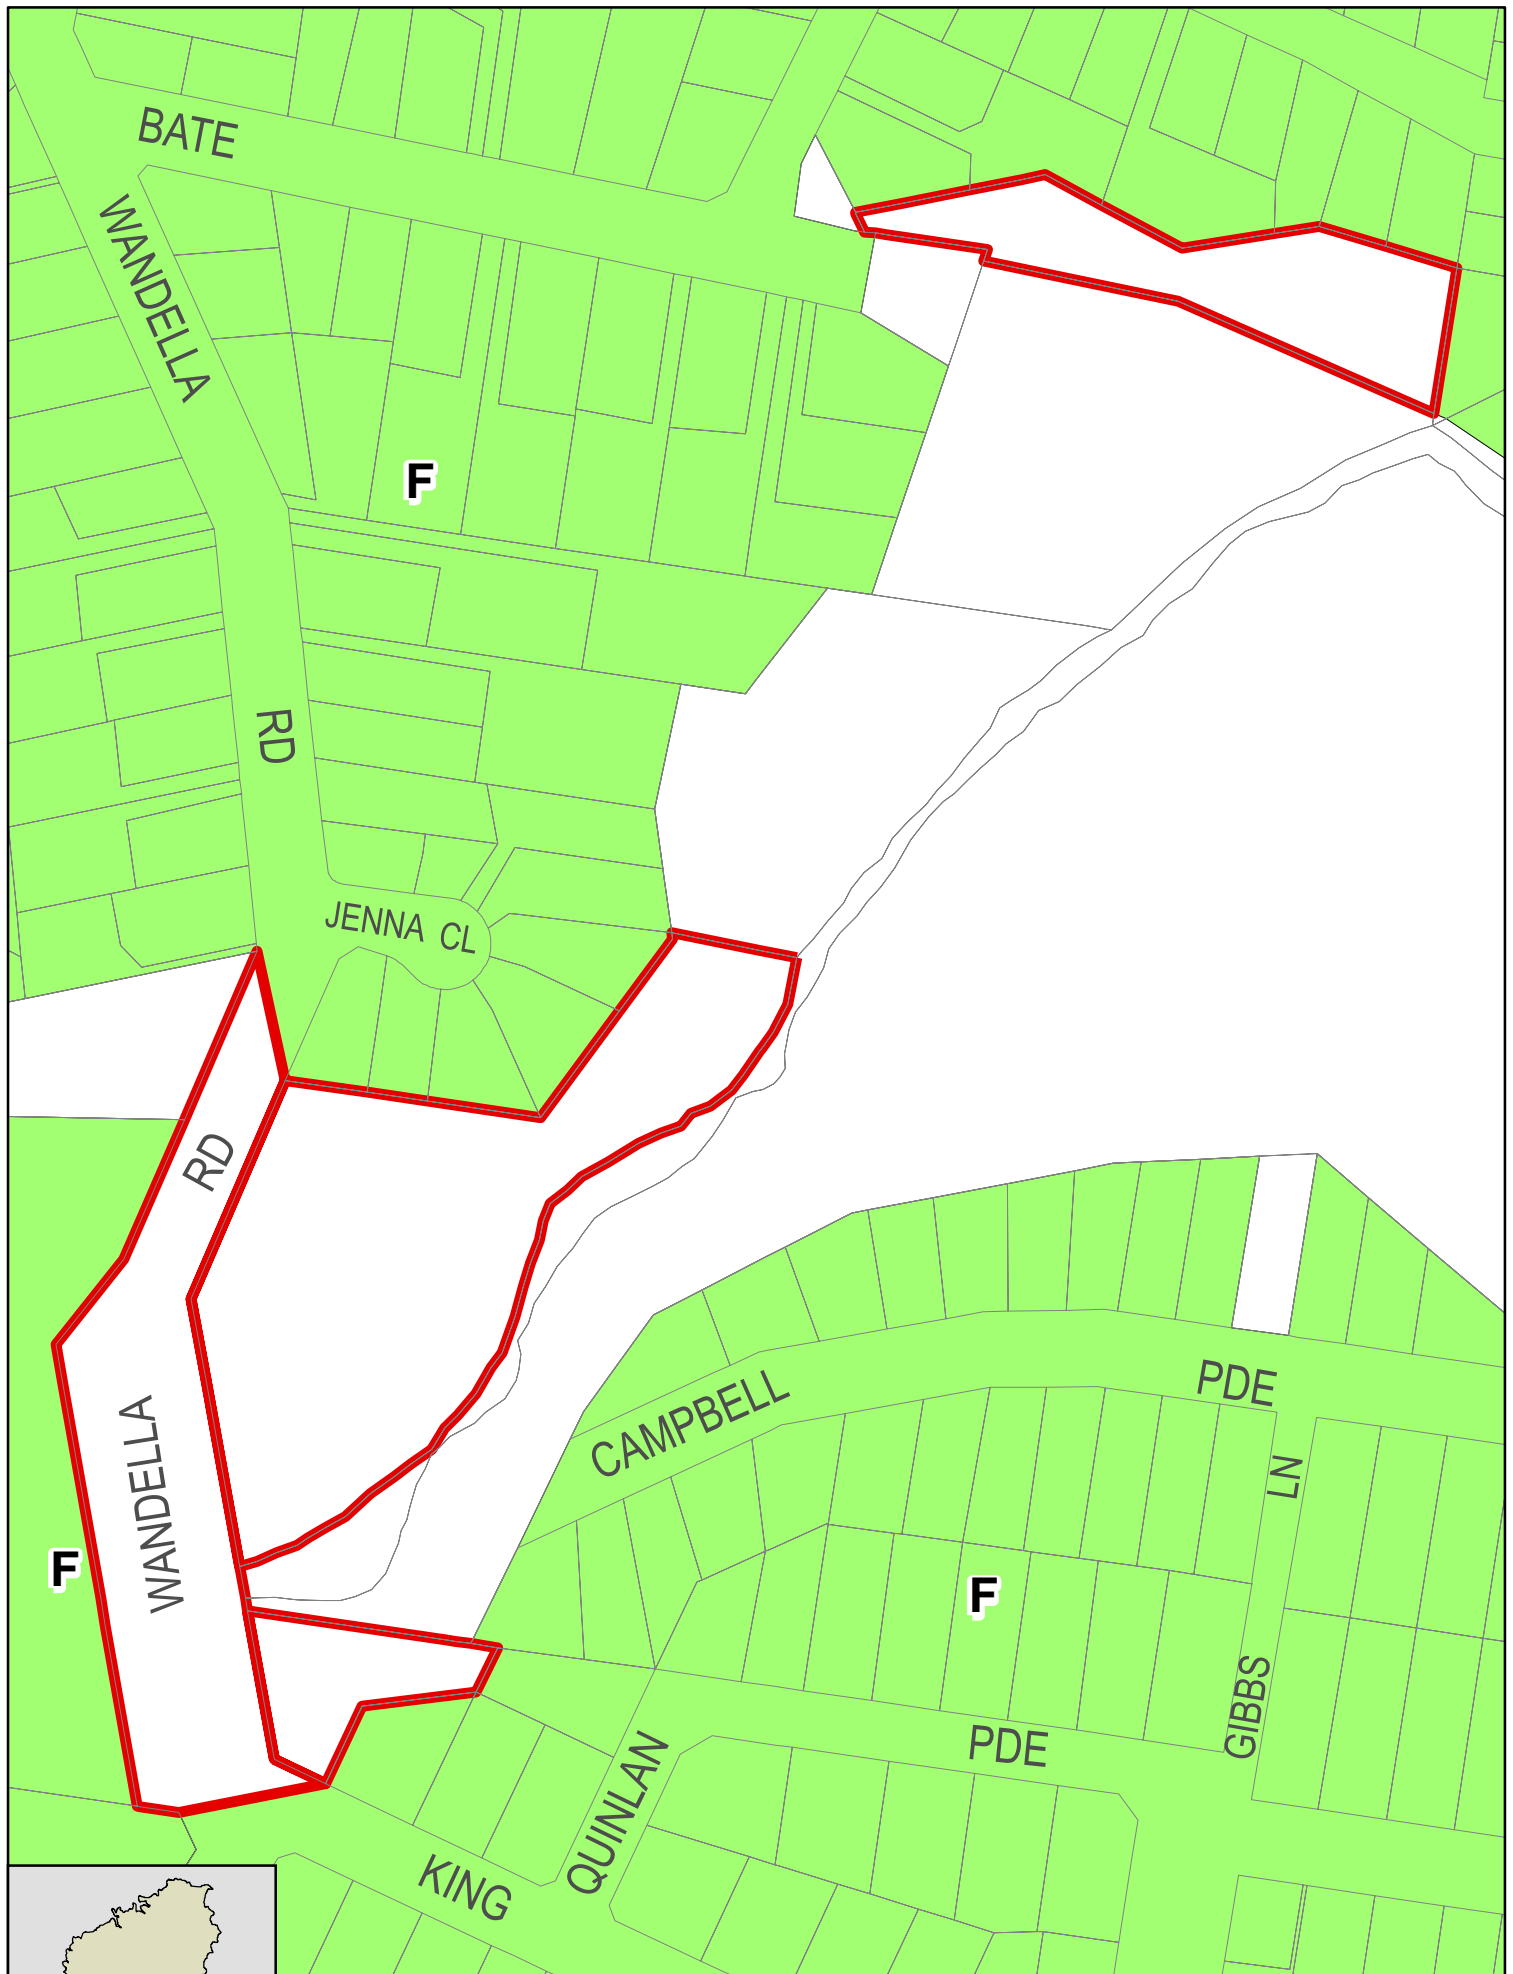 BATE
WANDELLA
F
RD
JENNA CL
RD
WANDELLA
CAMPBELL
PDE
LN
F
F
GIBBS
PDE
QUINLAN
KING